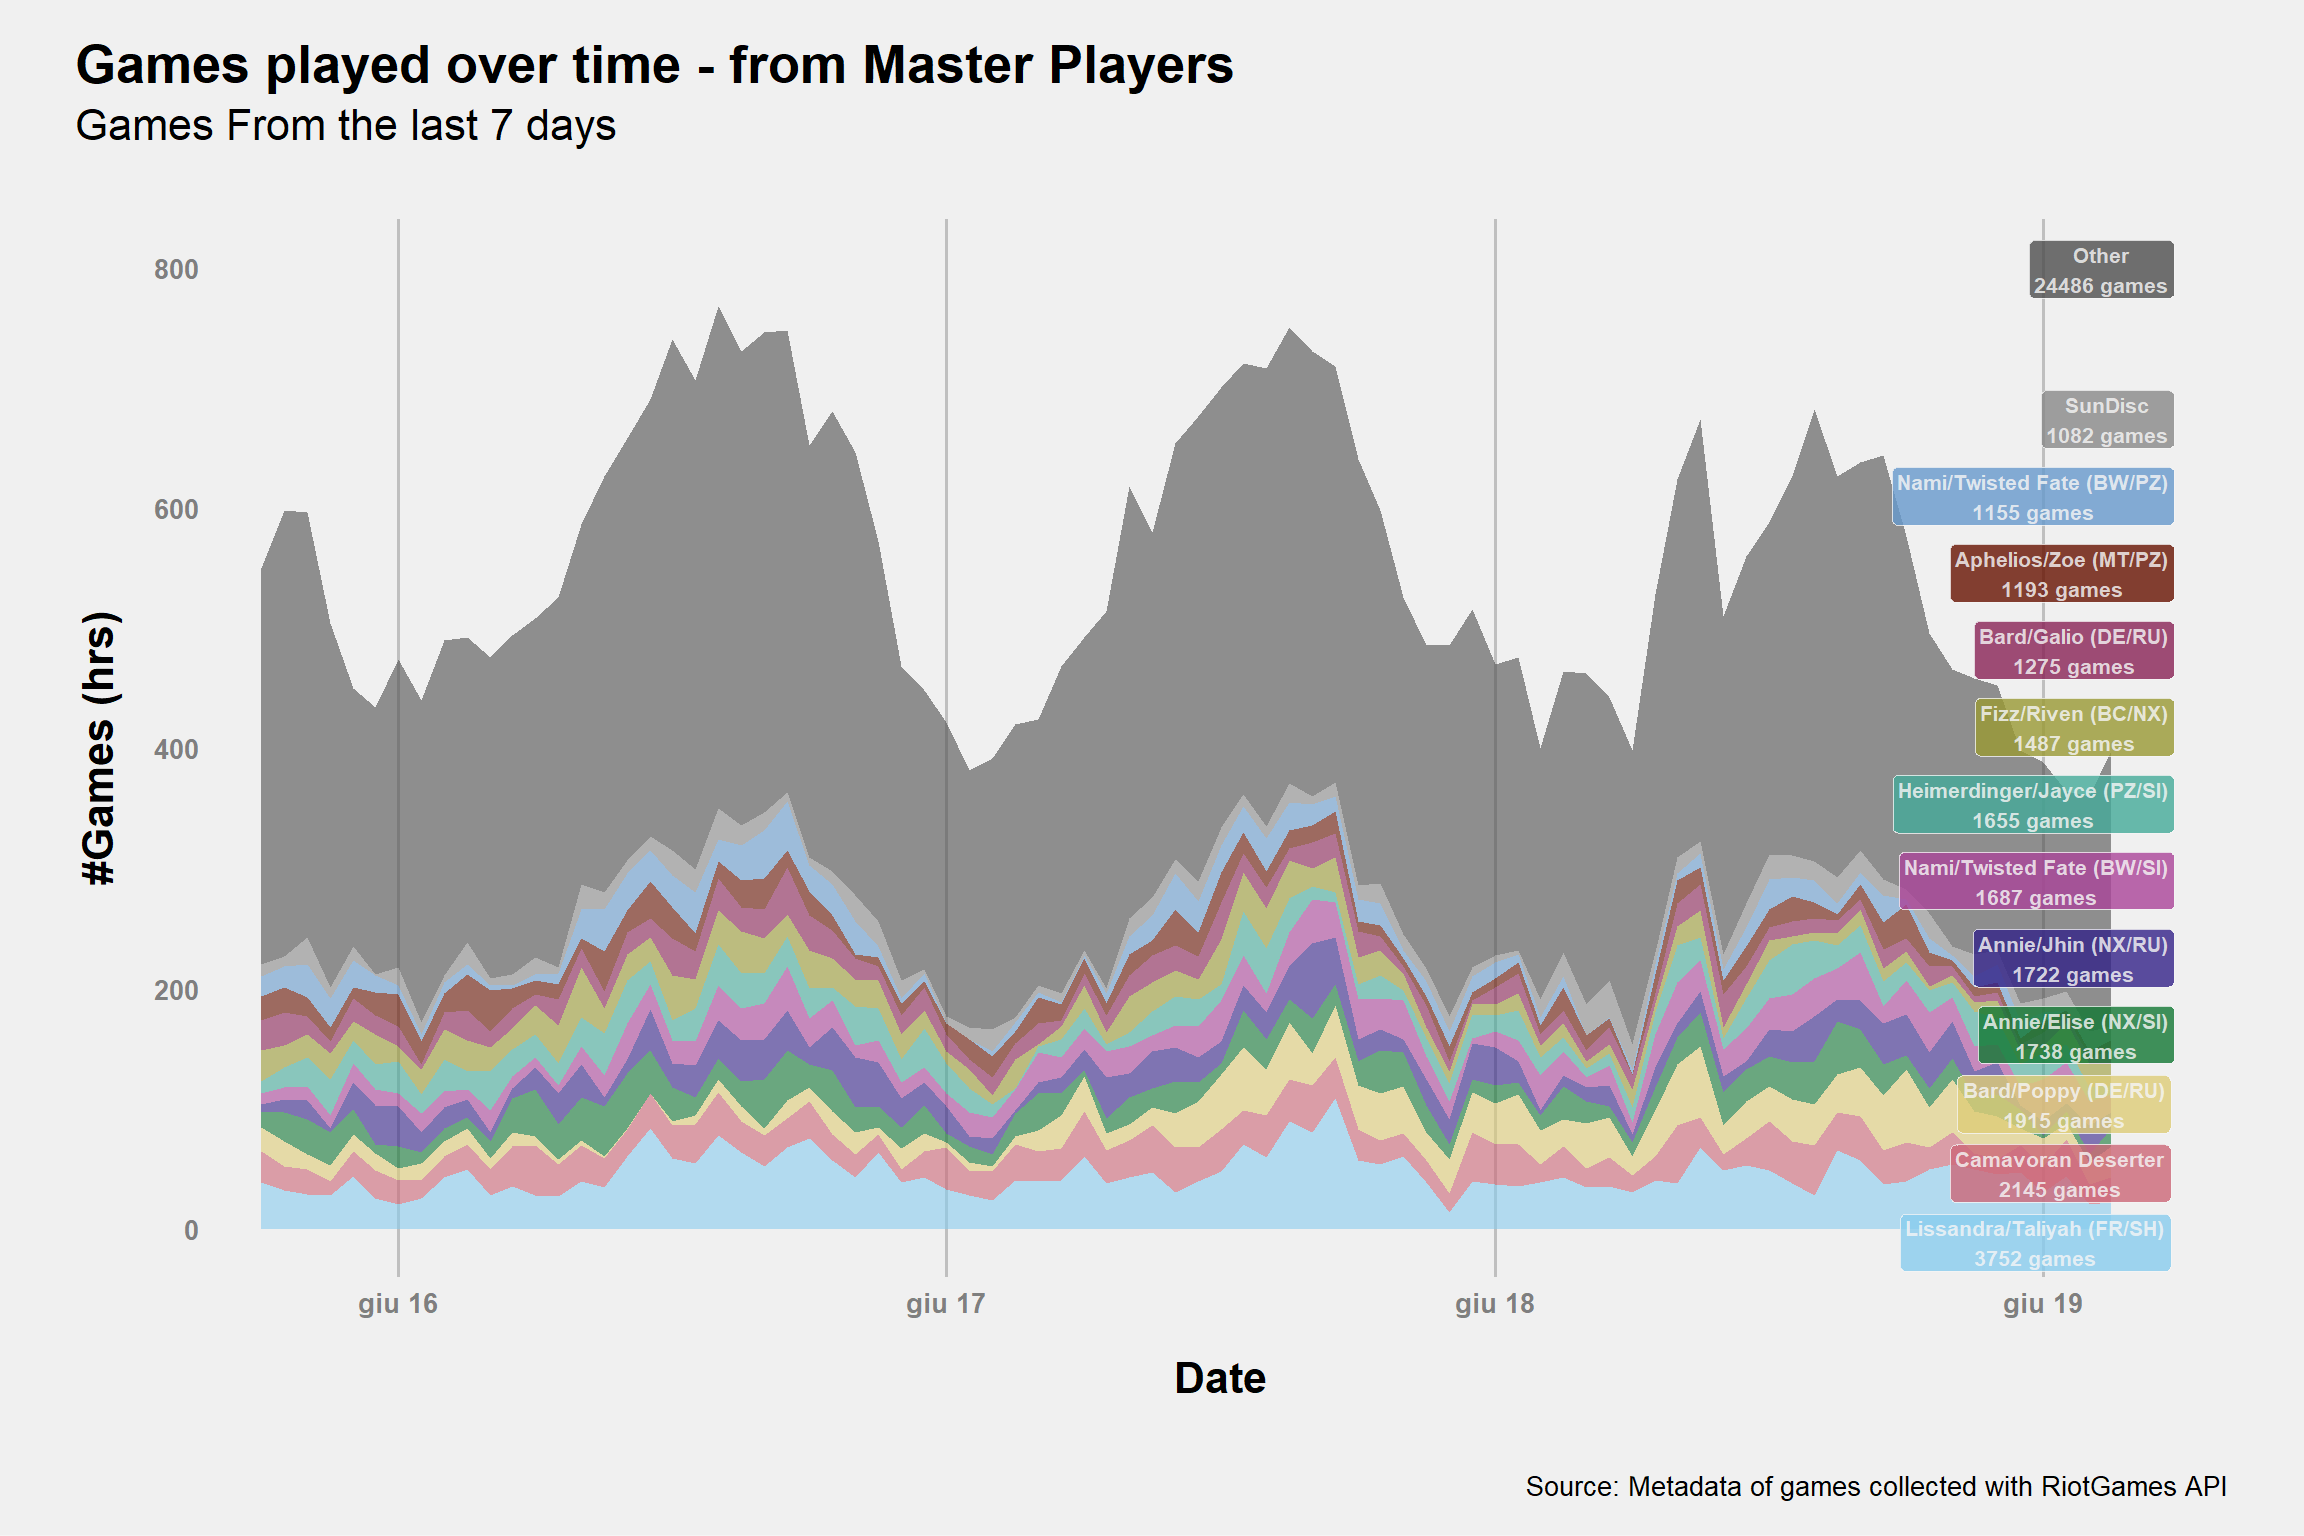 Games played over time - from Master Players
Games From the last 7 days
800
600
400
200
0
#Games (hrs)
Other
24486 games
SunDisc
1082 games
Nami/Twisted Fate (BW/PZ)
1155 games
Aphelios/Zoe (MT/PZ)
1193 games
Bard/Galio (DE/RU)
1275 games
Fizz/Riven (BC/NX)
1487 games
Heimerdinger/Jayce (PZ/SI)
1655 games
Nami/Twisted Fate (BW/SI)
1687 games
Annie/Jhin (NX/RU)
1722 games
Annie/Elise (NX/SI)
1738 games
Bard/Poppy (DE/RU)
1915 games
Camavoran Deserter
2145 games
Lissandra/Taliyah (FR/SH)
3752 games
giu 16
giu 17
giu 18
giu 19
Date
Source: Metadata of games collected with RiotGames API